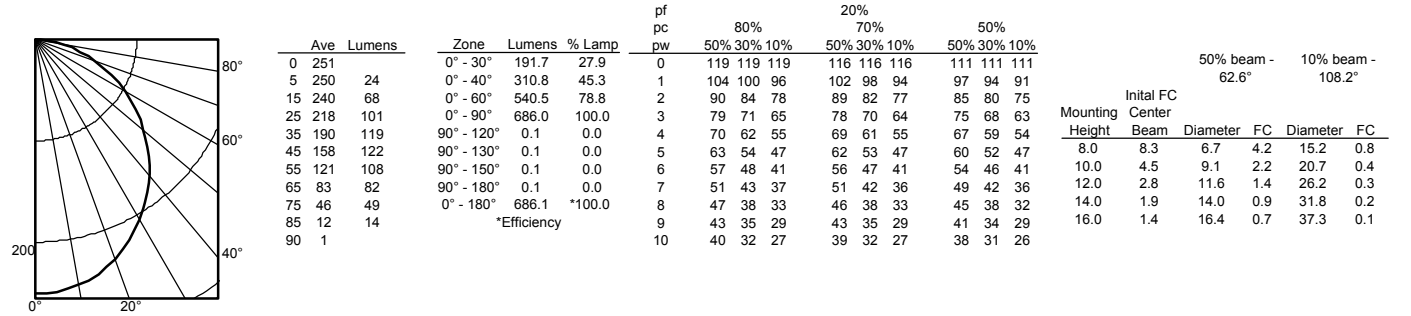 80°
60°
40°
20°
0°
200
Ave Lumens
0 251
5 250 24
15 240 68
25 218 101
35 190 119
45 158 122
55 121 108
65 83 82
75 46 49
85 12 14
90 1
Zone Lumens % Lamp
0° - 30° 191.7 27.9
0° - 40° 310.8 45.3
0° - 60° 540.5 78.8
0° - 90° 686.0 100.0
90° - 120° 0.1 0.0
90° - 130° 0.1 0.0
90° - 150° 0.1 0.0
90° - 180° 0.1 0.0
0° - 180° 686.1 *100.0
*Efficiency
pf 20%
pc 80% 70% 50%
pw 50% 30% 10% 50% 30% 10% 50% 30% 10%
0 119 119 119 116 116 116 111 111 111
1 104 100 96 102 98 94 97 94 91
2 90 84 78 89 82 77 85 80 75
3 79 71 65 78 70 64 75 68 63
4 70 62 55 69 61 55 67 59 54
5 63 54 47 62 53 47 60 52 47
6 57 48 41 56 47 41 54 46 41
7 51 43 37 51 42 36 49 42 36
8 47 38 33 46 38 33 45 38 32
9 43 35 29 43 35 29 41 34 29
10 40 32 27 39 32 27 38 31 26
50% beam - 10% beam -
62.6° 108.2°
Inital FC
Mounting Center
Height Beam Diameter FC Diameter FC
8.0 8.3 6.7 4.2 15.2 0.8
10.0 4.5 9.1 2.2 20.7 0.4
12.0 2.8 11.6 1.4 26.2 0.3
14.0 1.9 14.0 0.9 31.8 0.2
16.0 1.4 16.4 0.7 37.3 0.1